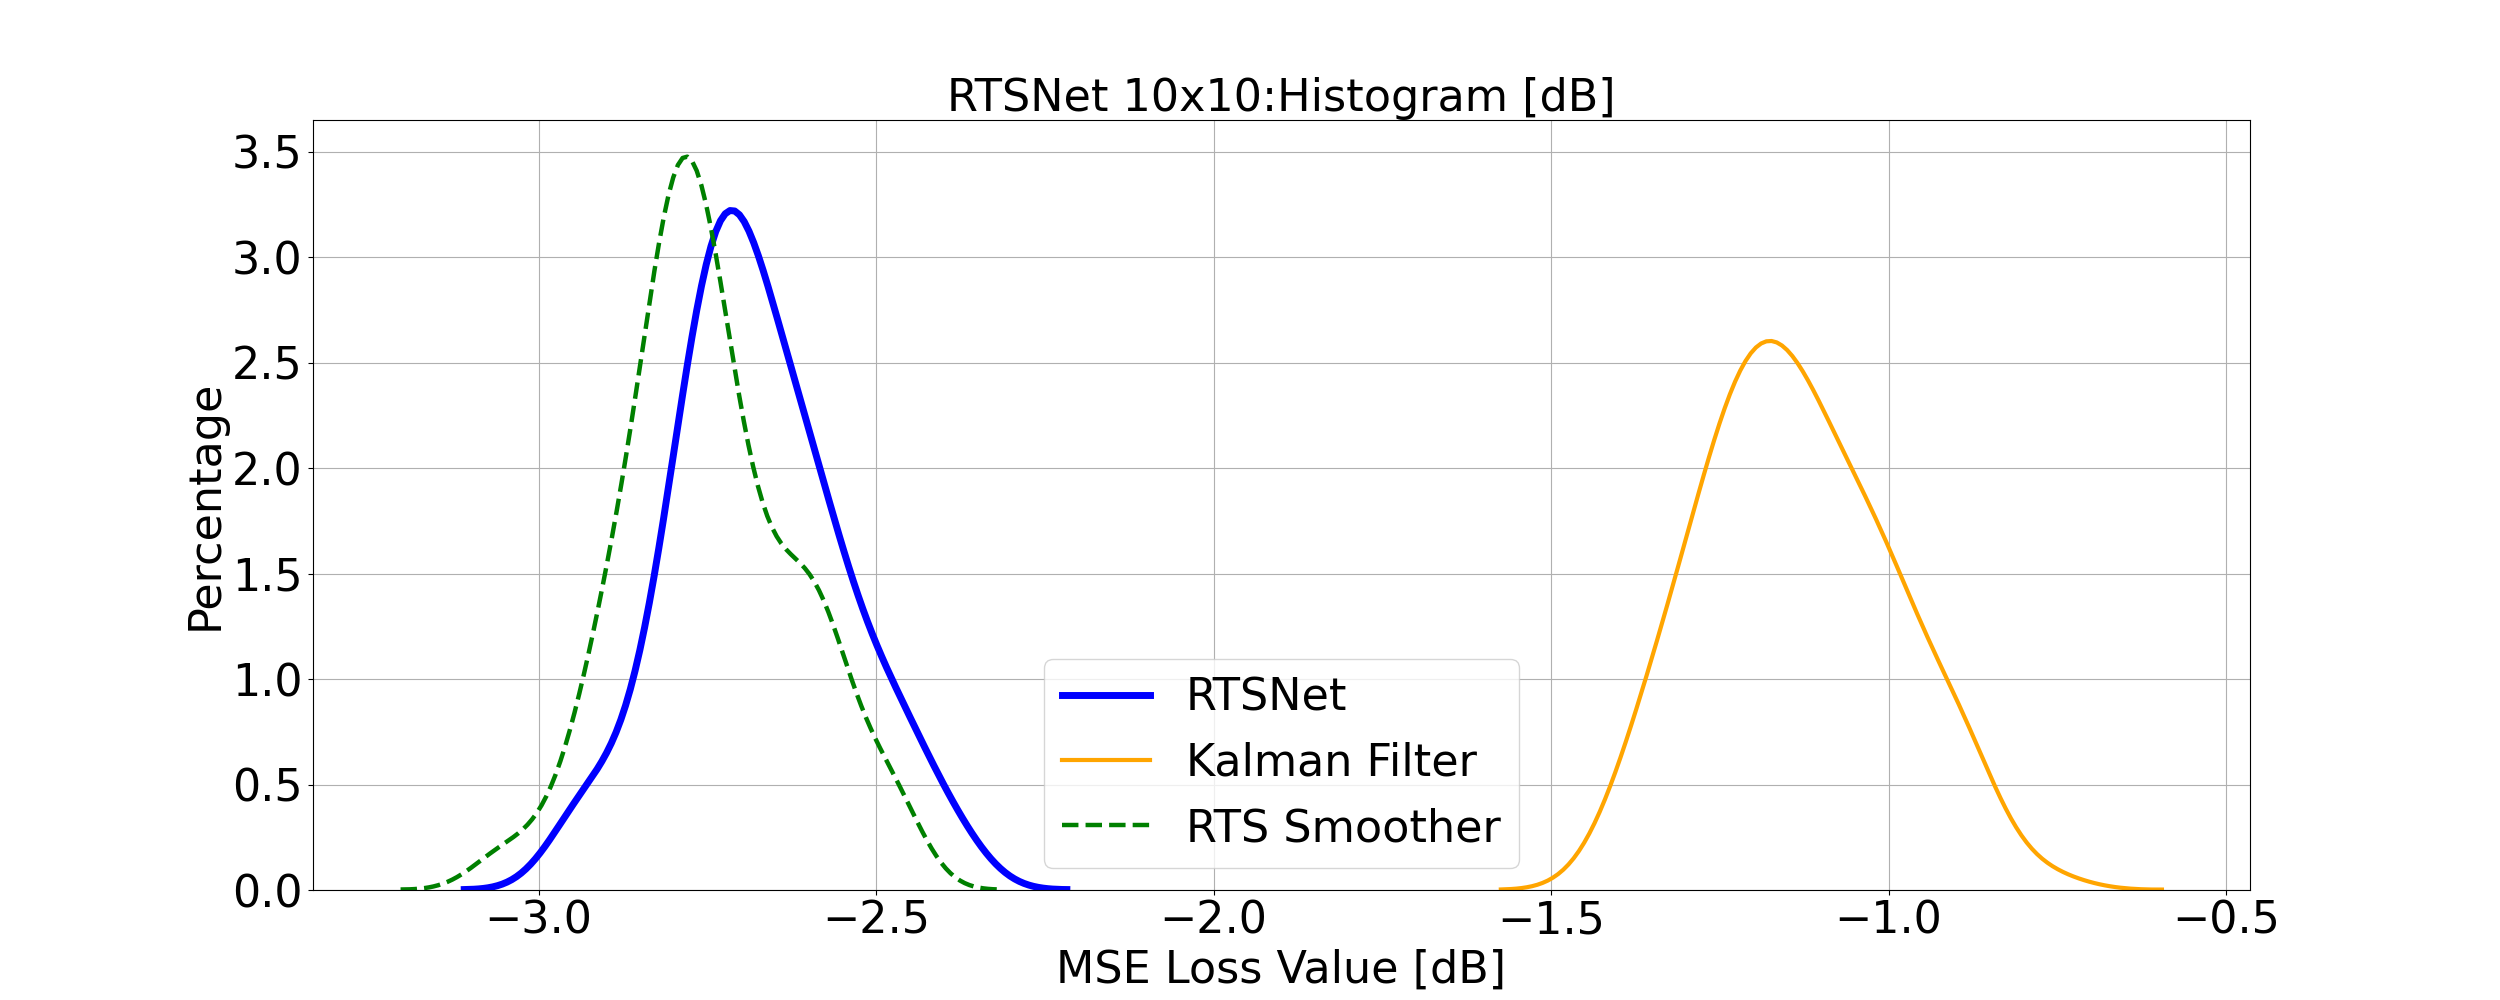 RTSNet 10x10:Histogram [dB]
Percentage
3.5
3.0
2.5
2.0
1.5
1.0
0.5
0.0
RTSNet
Kalman Filter
RTS Smoother
−3.0 −2.5 −2.0 −1.5 −1.0 −0.5
MSE Loss Value [dB]